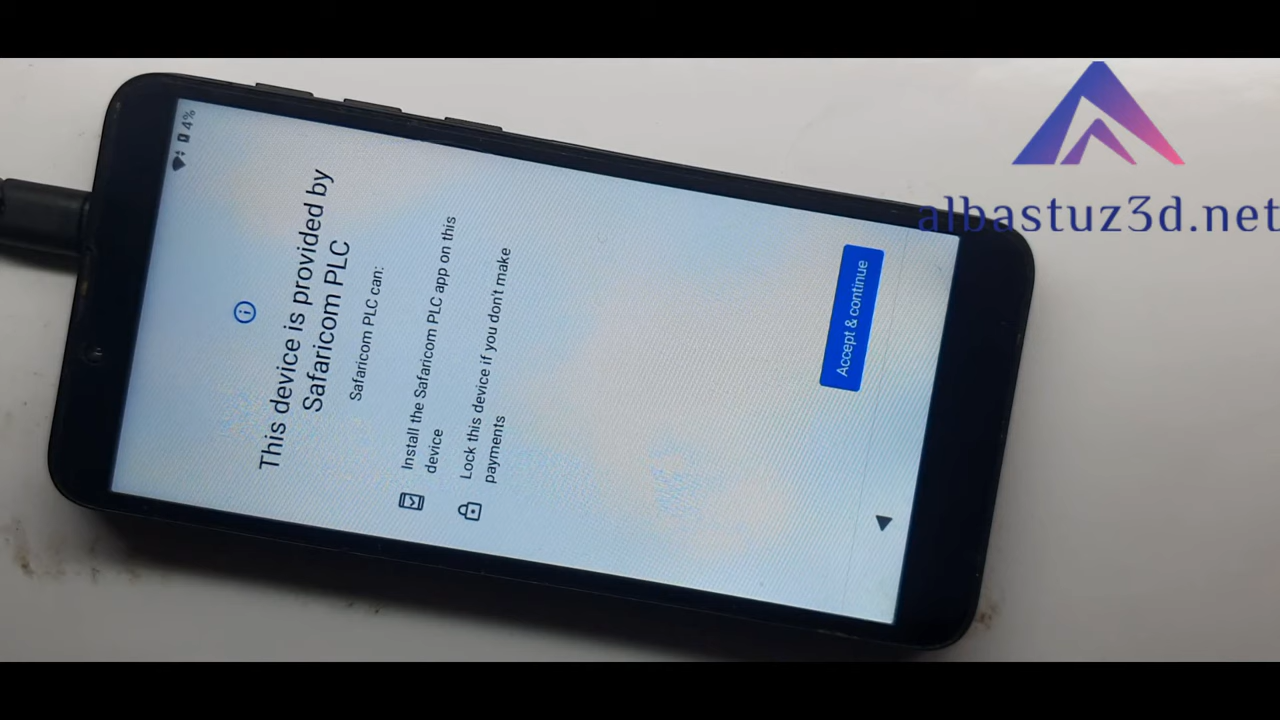 4%
This device is provided by
Safaricom PLC
Safaricom PLC can:
Install the Safaricom PLC app on this
device
Lock this device if you don't make
payments
Accept & continue
albastuz3d.net